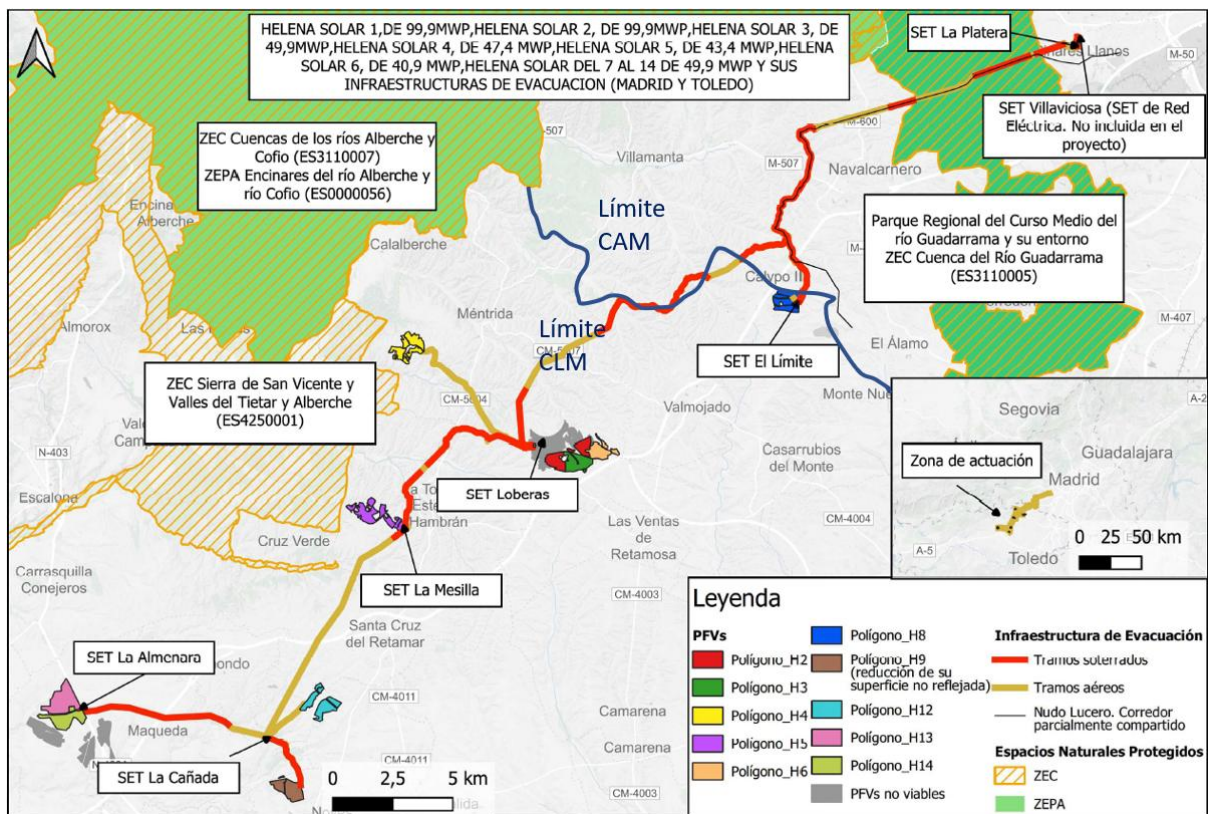 HELENA SOLAR 1,DE 99,9MWP,HELENA SOLAR 2, DE 99,9MWP,HELENA SOLAR 3, DE
49,9MWP,HELENA SOLAR 4, DE 47,4 MWP,HELENA SOLAR 5, DE 43,4 MWP,HELENA
SOLAR 6, DE 40,9 MWP,HELENA SOLAR DEL 7 AL 14 DE 49,9 MWP Y SUS
INFRAESTRUCTURAS DE EVACUACION (MADRID Y TOLEDO)
SET La Platera
Llanos
M-50
SET Villaviciosa (SET de Red
Eléctrica. No incluida en el
proyecto)
ZEC Cuencas de los ríos Alberche y
Cofio (ES3110007)
ZEPA Encinares del río Alberche y
río Cofio (ES0000056)
507
Villamanta
M-600
M-507
Navalcarnero
Encina
Alberche
Calalberche
Límite
CAM
Parque Regional del Curso Medio del
río Guadarrama y su entorno
ZEC Cuenca del Río Guadarrama
(ES3110005)
Calypo II
M-407
Almorox
Las
Méntrida
Límite
CLM
El Álamo
SET El Límite
ZEC Sierra de San Vicente y
Valles del Tietar y Alberche
(ES4250001)
CM-5004
Valmojado
Monte
Casarrubios
del Monte
N-403
Escalona
SET Loberas
Hambrán
Cruz Verde
Las Ventas
de
Retamosa
CM-4004
Segovia
Guadalajara
Zona de actuación
Madrid
0 25 50 km
A-5
Toledo
Carrasquilla
Conejeros
SET La Mesilla
CM-4003
Santa Cruz
del Retamar
SET La Almenara
CM-4011
Maqueda
Camarena
Camarena
SET La Cañada
CM-4011
CM-4003
0 2,5 5 km
Leyenda
PFVs
Polígono_H2
Polígono_H3
Polígono_H4
Polígono_H5
Polígono_H6
Polígono_H8
Polígono_H9
(reducción de su
superficie no reflejada)
Polígono_H12
Polígono_H13
Polígono_H14
PFVs no viables
Infraestructura de Evacuación
Tramos soterrados
Tramos aéreos
Nudo Lucero. Corredor
parcialmente compartido
Espacios Naturales Protegidos
ZEC
ZEPA